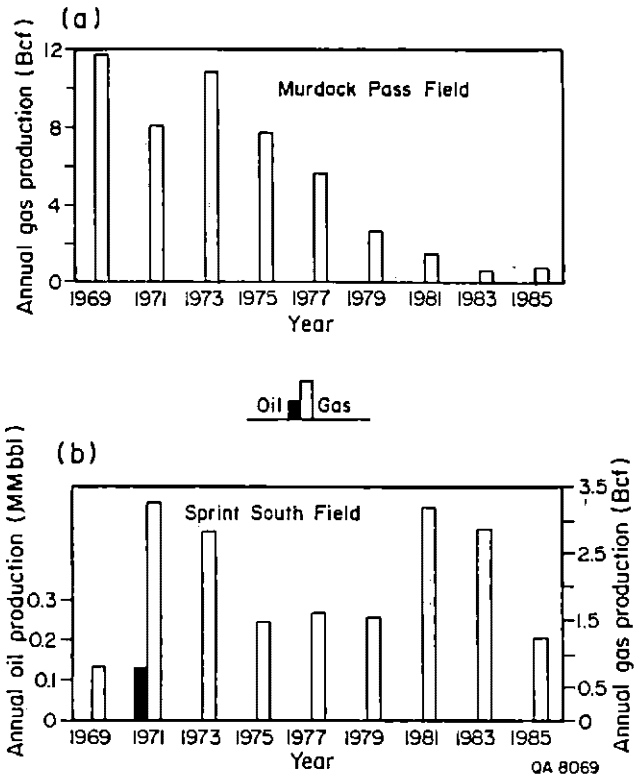 (a)
Annual gas production (Bcf)
12
8
4
0
Murdock Pass Field
1969 1971 1973 1975 1977 1979 1981 1983 1985
Year
Oil Gas
(b)
Annual oil production (MMbbl)
0.3
0.2
0.1
0
Sprint South Field
3.5
2.5
1.5
0.5
0
Annual gas production (Bcf)
1969 1971 1973 1975 1977 1979 1981 1983 1985
Year
QA 8069